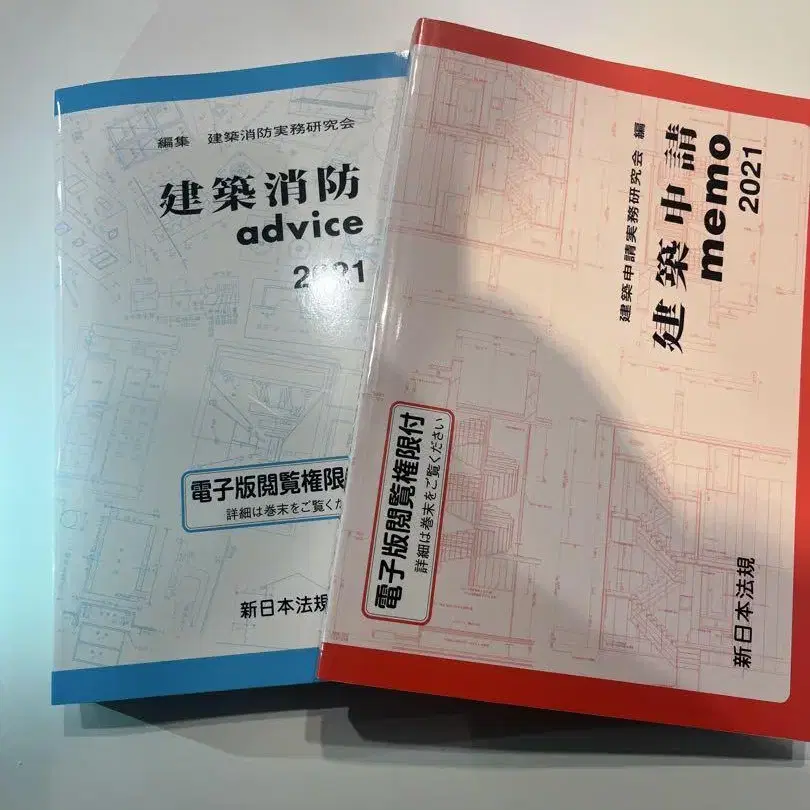 編集 建築消防実務研究会
建築消防
advice
2021
電子版閲覧権限
詳細は巻末をご覧くだ
新日本法規
建築申請実務研究会 編
建築申請
memo
2021
電子版閲覧権限付
詳細は巻末をご覧ください
新日本法規